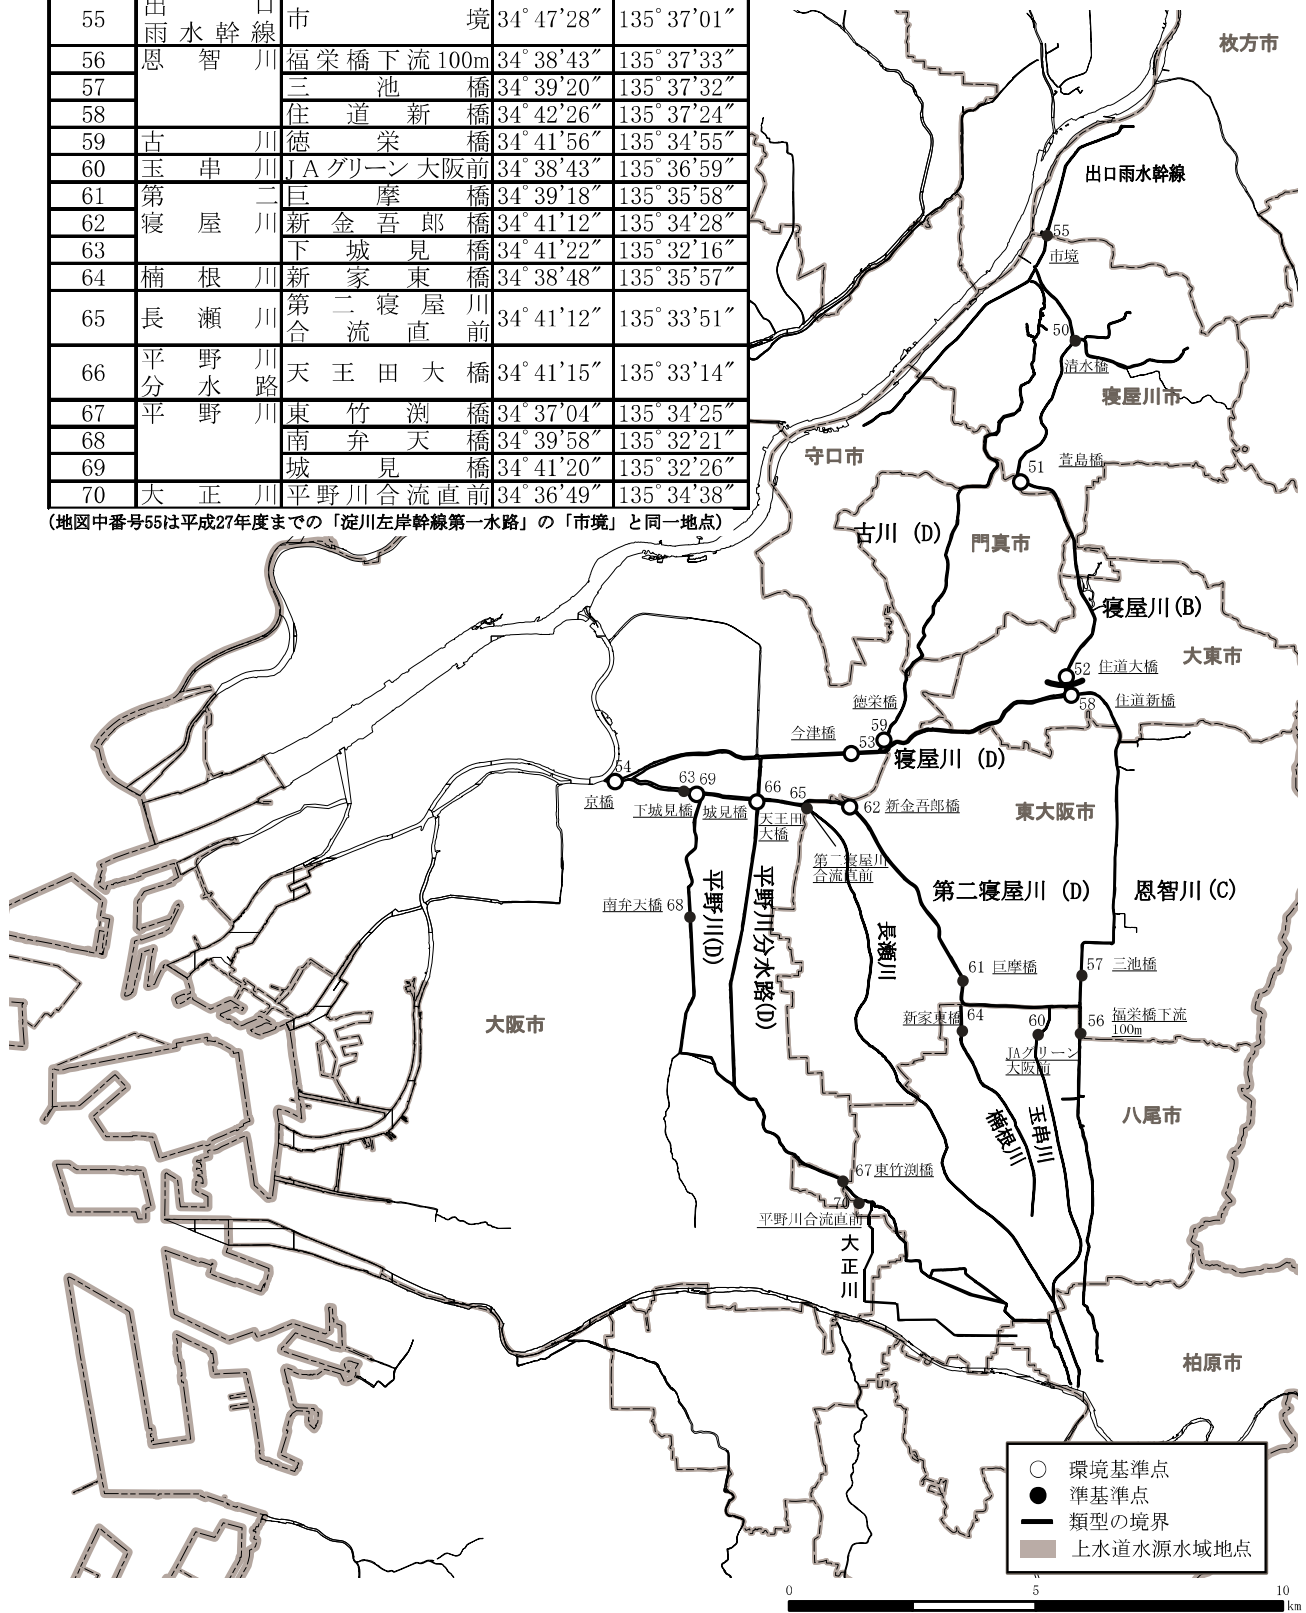 55 出口 市境 34°47'28″ 135°37'01″
雨水幹線
56 恩智川 福栄橋下流100m 34°38'43″ 135°37'33″
57 三池橋 34°39'20″ 135°37'32″
58 住道新橋 34°42'26″ 135°37'24″
59 古川 徳栄橋 34°41'56″ 135°34'55″
60 玉串川 JAグリーン大阪前 34°38'43″ 135°36'59″
61 第二 巨摩橋 34°39'18″ 135°35'58″
62 寝屋川 新金吾郎橋 34°41'12″ 135°34'28″
63 下城見橋 34°41'22″ 135°32'16″
64 楠根川 新家東橋 34°38'48″ 135°35'57″
65 長瀬川 第二寝屋川 34°41'12″ 135°33'51″
合流直前
66 平野川 天王田大橋 34°41'15″ 135°33'14″
分水路
67 平野川 東竹渕橋 34°37'04″ 135°34'25″
68 南弁天橋 34°39'58″ 135°32'21″
69 城見橋 34°41'20″ 135°32'26″
70 大正川 平野川合流直前 34°36'49″ 135°34'38″
(地図中番号55は平成27年度までの「淀川左岸幹線第一水路」の「市境」と同一地点)
枚方市
出口雨水幹線
55
市境
50
清水橋
寝屋川市
守口市
51 萱島橋
古川 (D)
門真市
寝屋川(B)
大東市
52 住道大橋
58 住道新橋
徳栄橋
59
今津橋 53
寝屋川 (D)
54
京橋
63 69
下城見橋 城見橋
66
天王田
大橋
65
62 新金吾郎橋
東大阪市
第二寝屋川
合流直前
第二寝屋川 (D)
恩智川(C)
南弁天橋 68
平野川(D)
平野川分水路(D)
長瀬川
61 巨摩橋
57 三池橋
大阪市
新家東橋 64
60
56 福栄橋下流
100m
JAグリーン
大阪前
八尾市
楠根川
玉串川
67 東竹渕橋
70
平野川合流直前
大正川
柏原市
環境基準点
準基準点
類型の境界
上水道水源水域地点
0 5 10
km